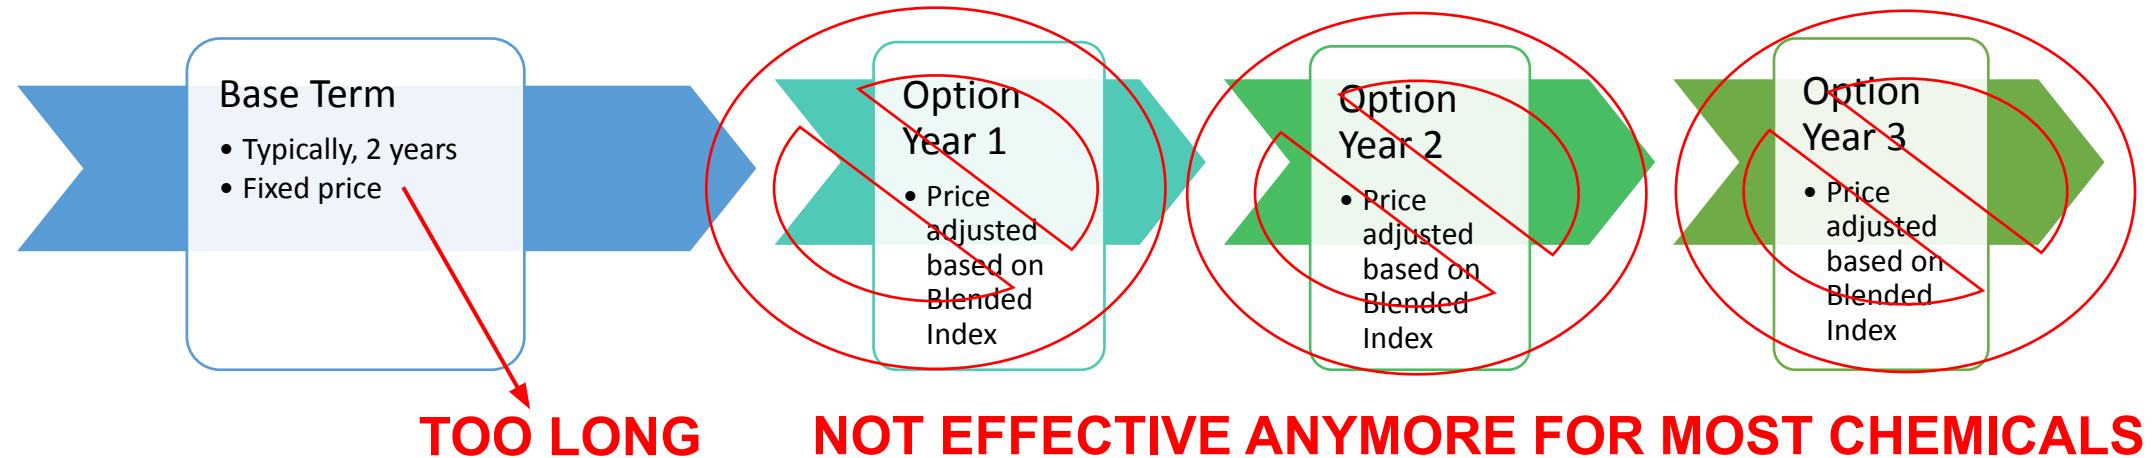 Base Term
• Typically, 2 years
• Fixed price
Option
Year 1
• Price
adjusted
based on
Blended
Index
Option
Year 2
• Price
adjusted
based on
Blended
Index
Option
Year 3
• Price
adjusted
based on
Blended
Index
TOO LONG
NOT EFFECTIVE ANYMORE FOR MOST CHEMICALS